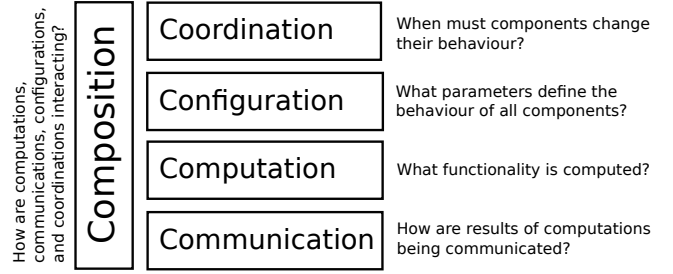 How are computations,
communications, configurations,
and coordinations interacting?
Composition
Coordination
When must components change
their behaviour?
Configuration
What parameters define the
behaviour of all components?
Computation
What functionality is computed?
Communication
How are results of computations
being communicated?